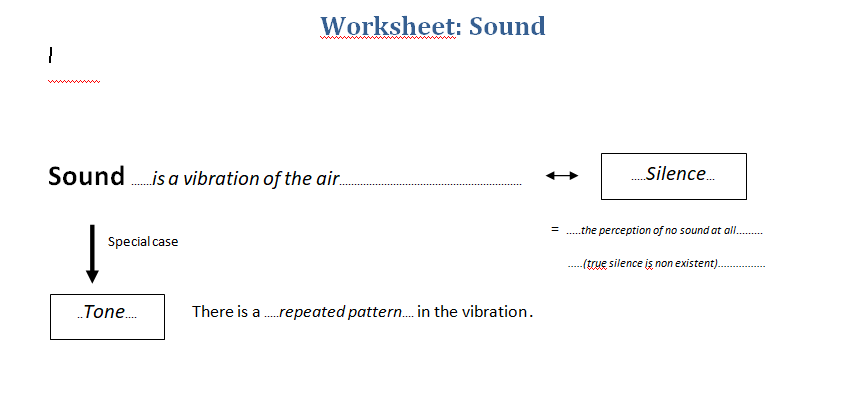 Worksheet: Sound
Sound .......is a vibration of the air................................................................ .....Silence...
= .....the perception of no sound at all.........
Special case
.....(true silence is non existent)................
..Tone.... There is a .....repeated pattern.... in the vibration.